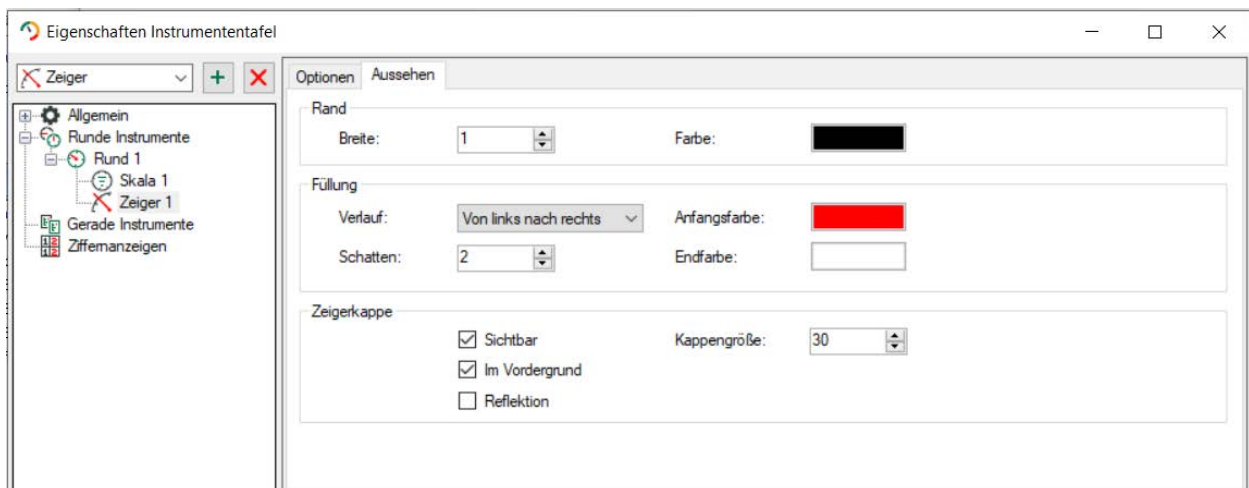 Eigenschaften Instrumententafel
Zeiger
Optionen Aussehen
Allgemein
Runde Instrumente
Rund 1
Skala 1
Zeiger 1
Gerade Instrumente
Ziffernanzeigen
Rand
Breite: 1 Farbe:
Füllung
Verlauf: Von links nach rechts Anfangsfarbe:
Schatten: 2 Endfarbe:
Zeigerkappe
Sichtbar Kappengröße: 30
Im Vordergrund
Reflektion